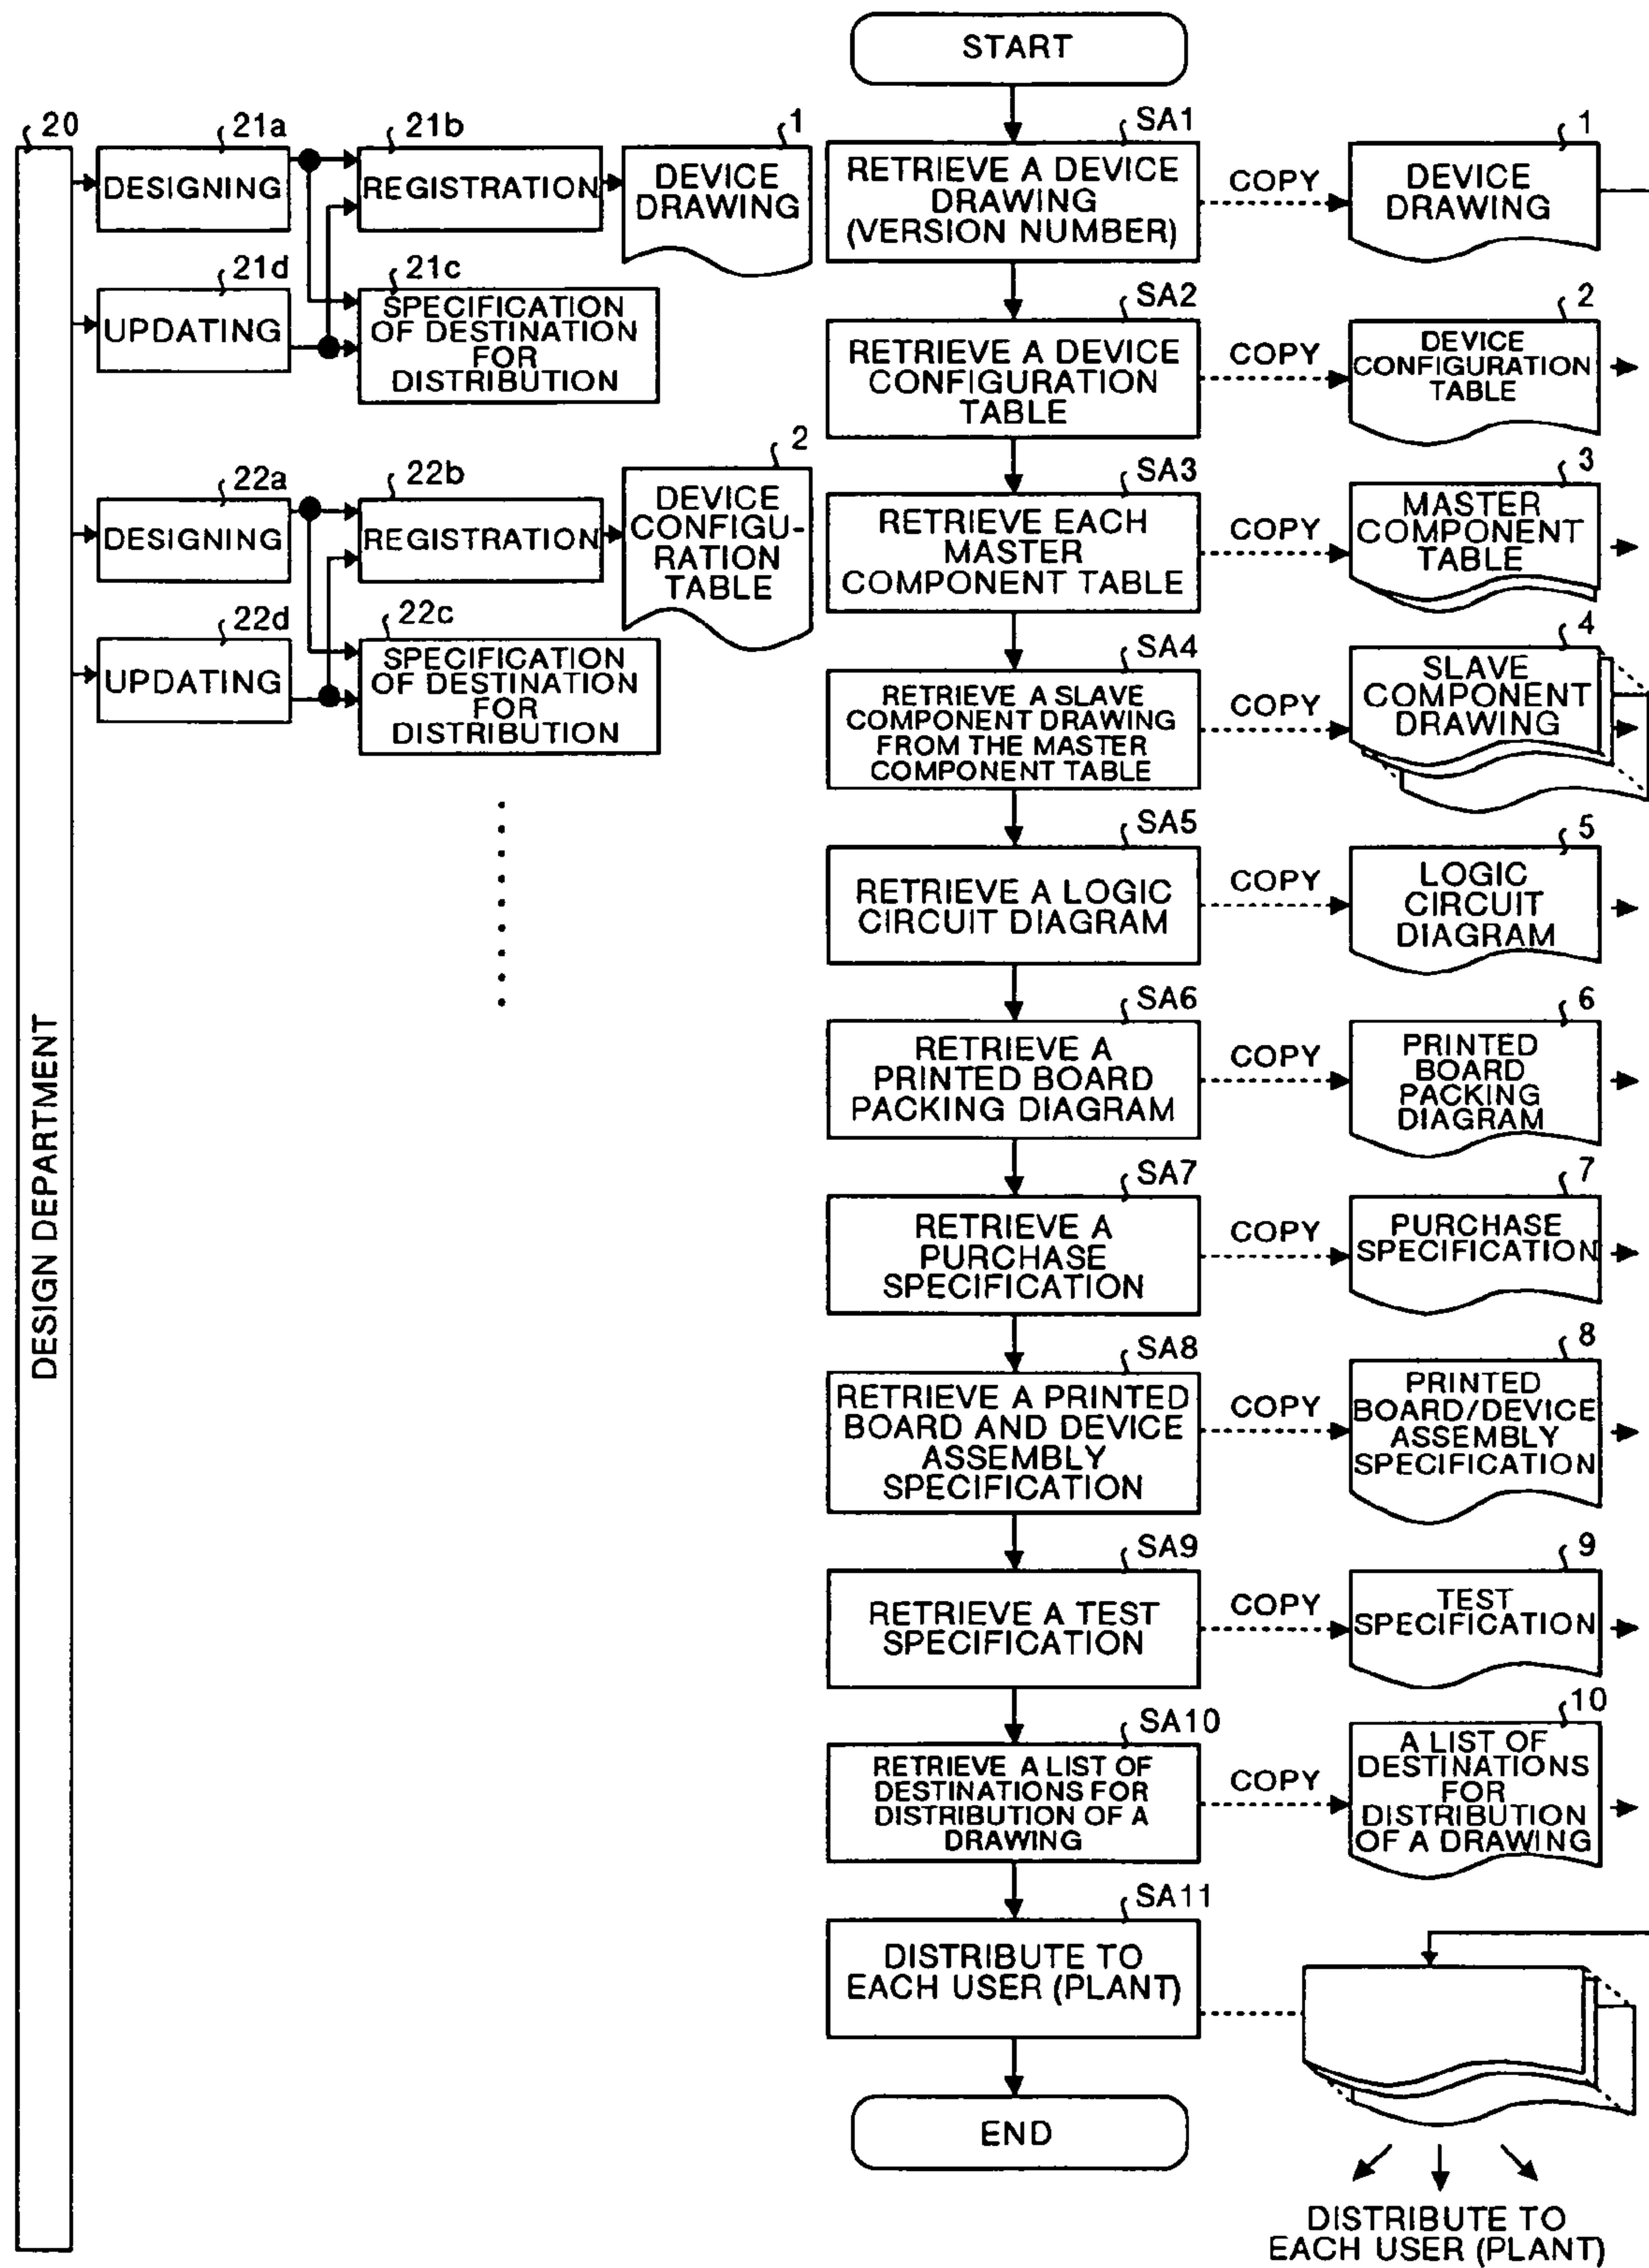 START
20
21a
21b
1
DESIGNING
REGISTRATION
DEVICE
DRAWING
21d
21c
UPDATING
SPECIFICATION
OF DESTINATION
FOR
DISTRIBUTION
22a
22b
2
DESIGNING
REGISTRATION
DEVICE
CONFIGU-
RATION
TABLE
22d
22c
UPDATING
SPECIFICATION
OF DESTINATION
FOR
DISTRIBUTION
DESIGN DEPARTMENT
SA1
RETRIEVE A DEVICE
DRAWING
(VERSION NUMBER)
COPY
1
DEVICE
DRAWING
SA2
RETRIEVE A DEVICE
CONFIGURATION
TABLE
COPY
2
DEVICE
CONFIGURATION
TABLE
SA3
RETRIEVE EACH
MASTER
COMPONENT TABLE
COPY
3
MASTER
COMPONENT
TABLE
SA4
RETRIEVE A SLAVE
COMPONENT DRAWING
FROM THE MASTER
COMPONENT TABLE
COPY
4
SLAVE
COMPONENT
DRAWING
SA5
RETRIEVE A LOGIC
CIRCUIT DIAGRAM
COPY
5
LOGIC
CIRCUIT
DIAGRAM
SA6
RETRIEVE A
PRINTED BOARD
PACKING DIAGRAM
COPY
6
PRINTED
BOARD
PACKING
DIAGRAM
SA7
RETRIEVE A
PURCHASE
SPECIFICATION
COPY
7
PURCHASE
SPECIFICATION
SA8
RETRIEVE A PRINTED
BOARD AND DEVICE
ASSEMBLY
SPECIFICATION
COPY
8
PRINTED
BOARD/DEVICE
ASSEMBLY
SPECIFICATION
SA9
RETRIEVE A TEST
SPECIFICATION
COPY
9
TEST
SPECIFICATION
SA10
RETRIEVE A LIST OF
DESTINATIONS FOR
DISTRIBUTION OF A
DRAWING
COPY
10
A LIST OF
DESTINATIONS
FOR
DISTRIBUTION
OF A DRAWING
SA11
DISTRIBUTE TO
EACH USER (PLANT)
END
DISTRIBUTE TO
EACH USER (PLANT)